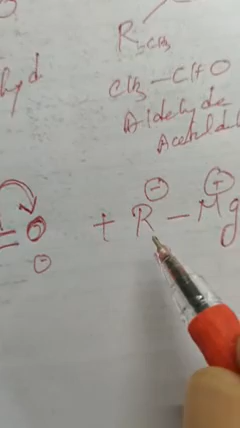 R
=CH3
hyd
CH3-CHO
Aldehyde
Acetald
=O + R - Mg
⊖ ⊖ ⊕